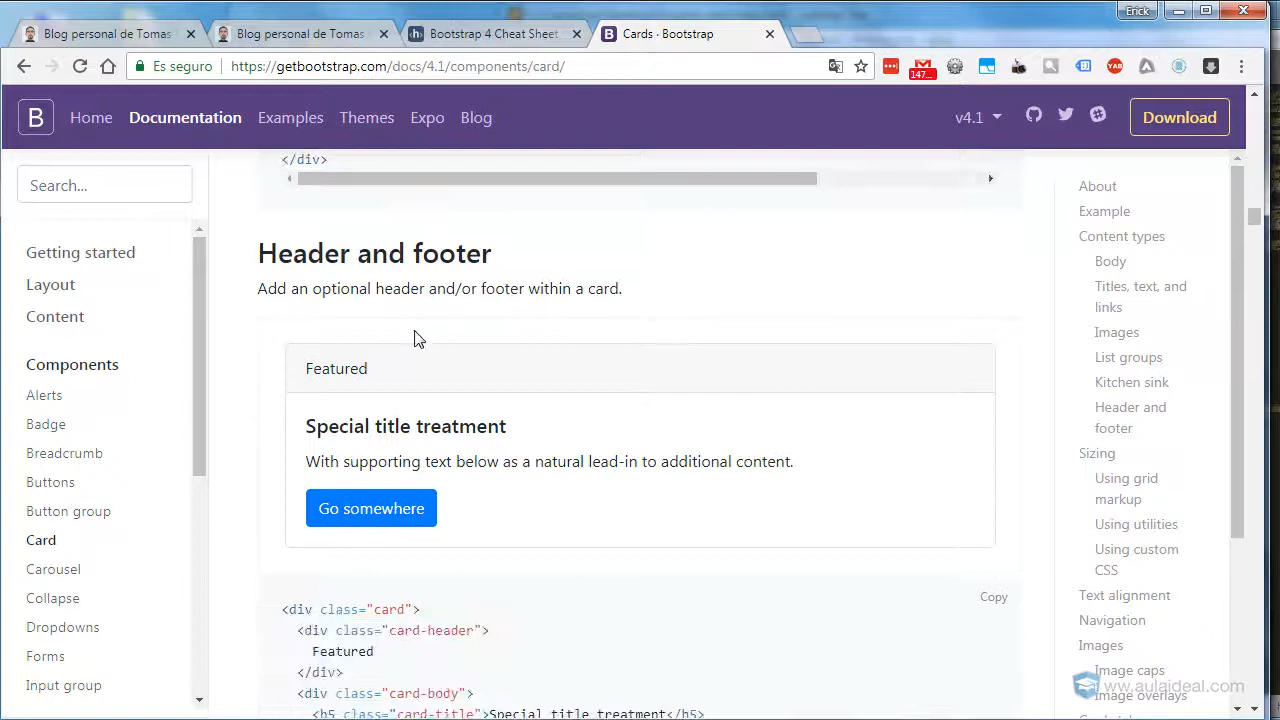 Erick
Blog personal de Tomas
Blog personal de Tomas
Bootstrap 4 Cheat Sheet
Cards · Bootstrap
Es seguro
https://getbootstrap.com/docs/4.1/components/card/
147...
YAB
B
Home
Documentation
Examples
Themes
Expo
Blog
v4.1
Download
Search...
Getting started
Layout
Content
Components
Alerts
Badge
Breadcrumb
Buttons
Button group
Card
Carousel
Collapse
Dropdowns
Forms
Input group
</div>
Header and footer
Add an optional header and/or footer within a card.
Featured
Special title treatment
With supporting text below as a natural lead-in to additional content.
Go somewhere
Copy
<div class="card">
<div class="card-header">
Featured
</div>
<div class="card-body">
<h5 class="card-title">Special title treatment</h5>
About
Example
Content types
Body
Titles, text, and
links
Images
List groups
Kitchen sink
Header and
footer
Sizing
Using grid
markup
Using utilities
Using custom
CSS
Text alignment
Navigation
Images
Image caps
Image overlays
www.aulaideal.com